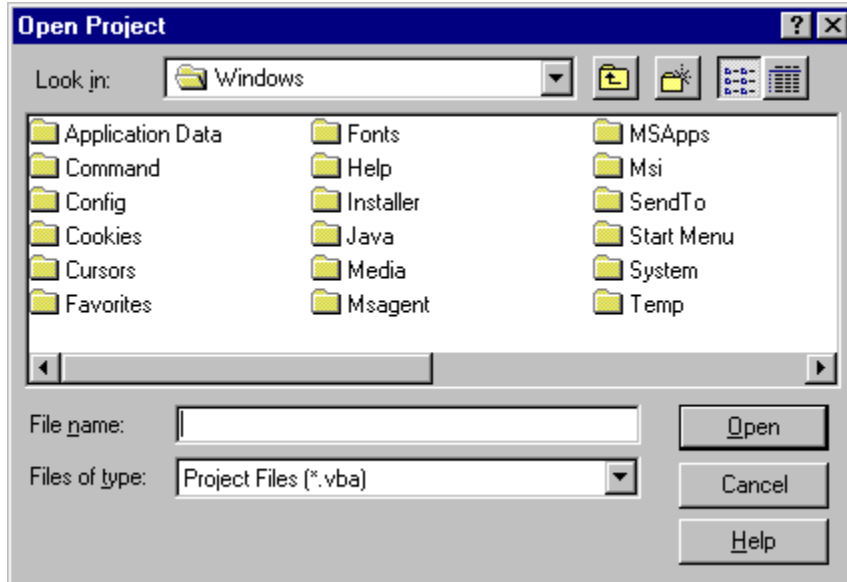 Open Project
Look in: Windows
Application Data Fonts MSApps
Command Help Msi
Config Installer SendTo
Cookies Java Start Menu
Cursors Media System
Favorites Msagent Temp
File name: Open
Files of type: Project Files (*.vba) Cancel
Help